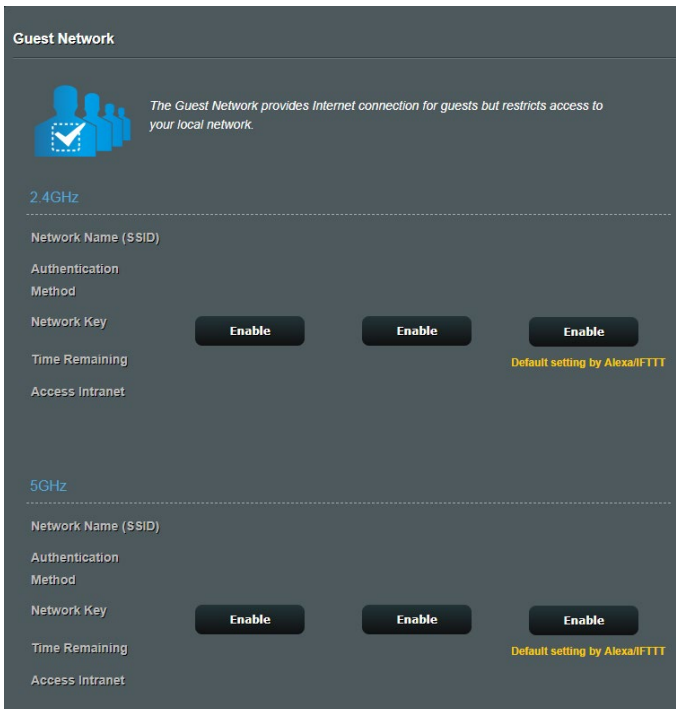 Guest Network
The Guest Network provides Internet connection for guests but restricts access to
your local network.
2.4GHz
Network Name (SSID)
Authentication
Method
Network Key
Enable Enable Enable
Time Remaining
Default setting by Alexa/IFTTT
Access Intranet
5GHz
Network Name (SSID)
Authentication
Method
Network Key
Enable Enable Enable
Time Remaining
Default setting by Alexa/IFTTT
Access Intranet